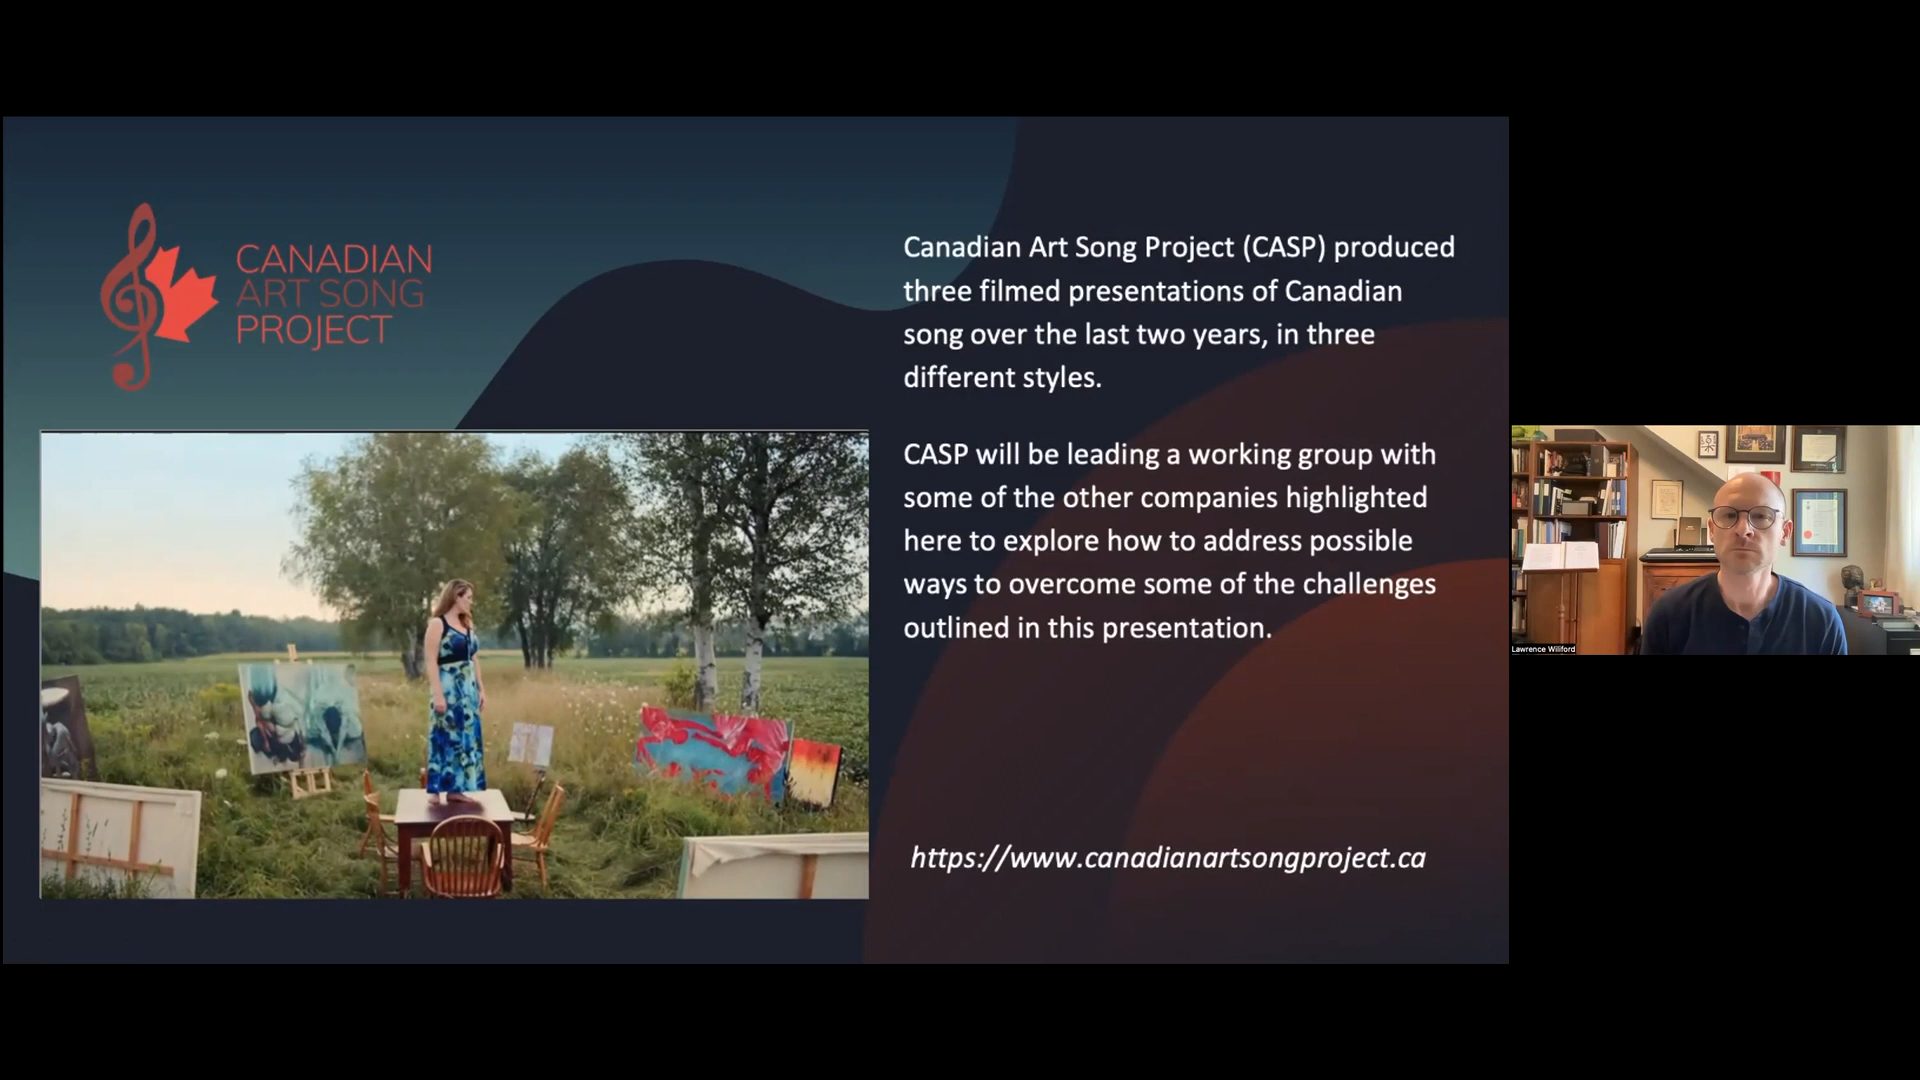 CANADIAN
ART SONG
PROJECT
Canadian Art Song Project (CASP) produced
three filmed presentations of Canadian
song over the last two years, in three
different styles.
CASP will be leading a working group with
some of the other companies highlighted
here to explore how to address possible
ways to overcome some of the challenges
outlined in this presentation.
https://www.canadianartsongproject.ca
Lawrence Wiliford